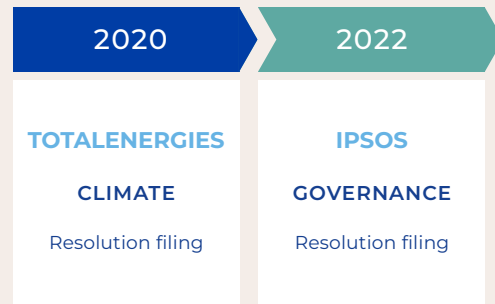 2020
TOTALENERGIES
CLIMATE
Resolution filing
2022
IPSOS
GOVERNANCE
Resolution filing